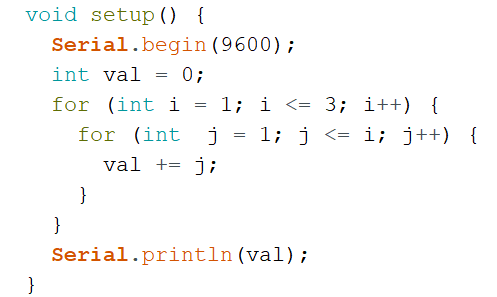 void setup() {
  Serial.begin(9600);
  int val = 0;
  for (int i = 1; i <= 3; i++) {
    for (int  j = 1; j <= i; j++) {
      val += j;
    }
  }
  Serial.println(val);
}